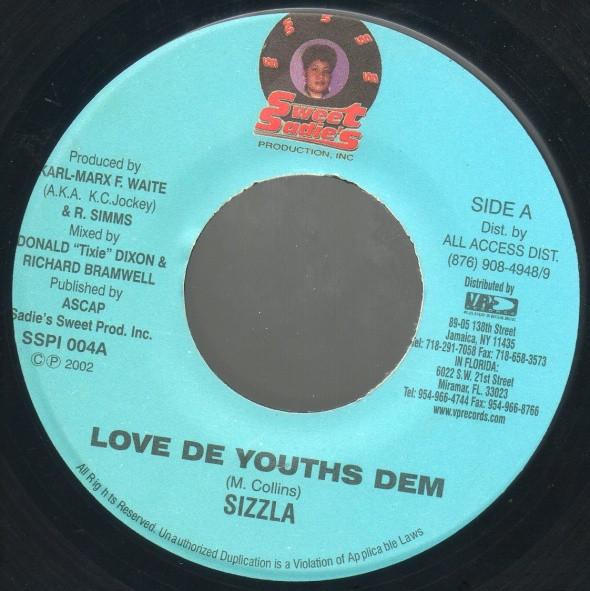 Sweet
Sadie's
PRODUCTION, INC
Produced by
KARL-MARX F. WAITE
(A.K.A. K.C.Jockey)
& R. SIMMS
Mixed by
DONALD "Tixie" DIXON &
RICHARD BRAMWELL
Published by
ASCAP
Sadie's Sweet Prod. Inc.
SSPI 004A
©℗ 2002
SIDE A
Dist. by
ALL ACCESS DIST.
(876) 908-4948/9
Distributed by
VP
89-05 138th Street
Jamaica, NY 11435
Tel: 718-291-7058 Fax: 718-658-3573
IN FLORIDA:
6022 S.W. 21st Street
Miramar, FL. 33023
Tel: 954-966-4744 Fax: 954-966-8766
www.vprecords.com
LOVE DE YOUTHS DEM
(M. Collins)
SIZZLA
All Rights Reserved. Unauthorized Duplication is a Violation of Applicable Laws